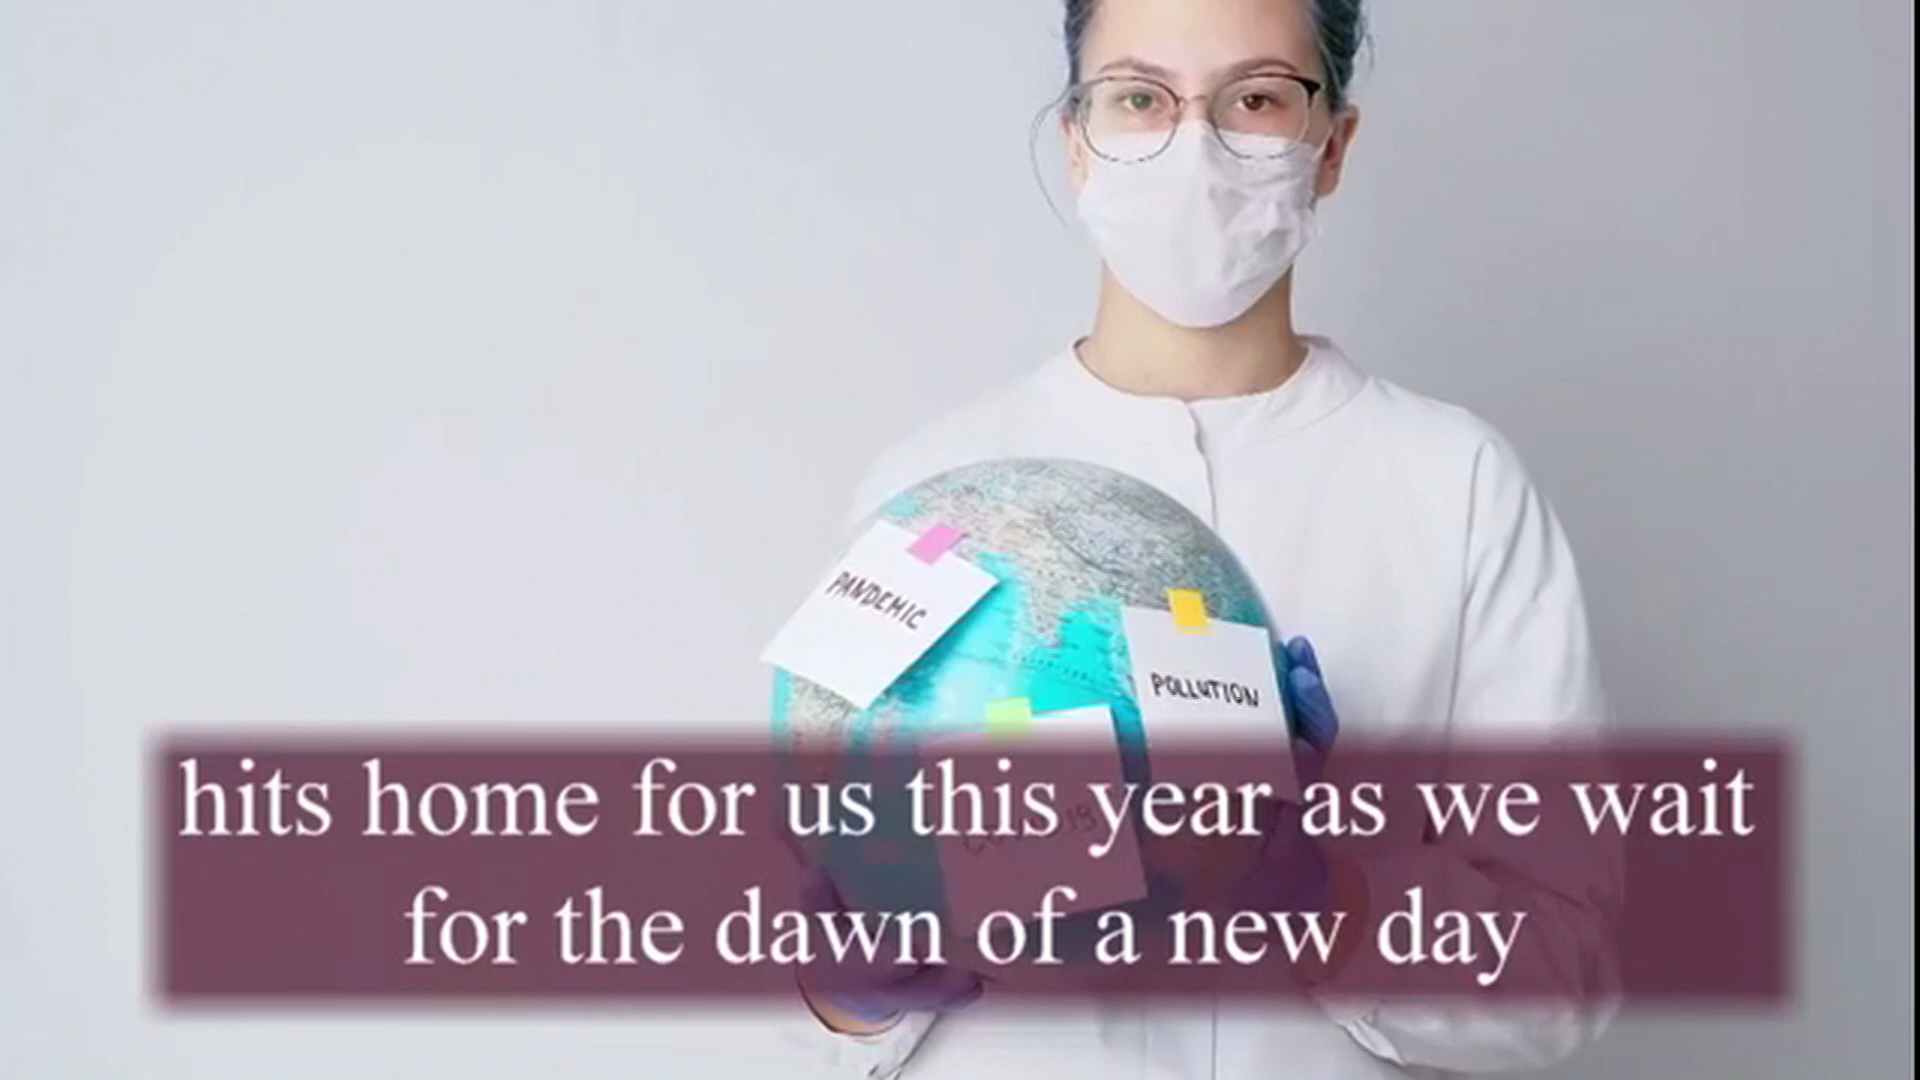 PANDEMIC
POLLUTION
hits home for us this year as we wait
for the dawn of a new day